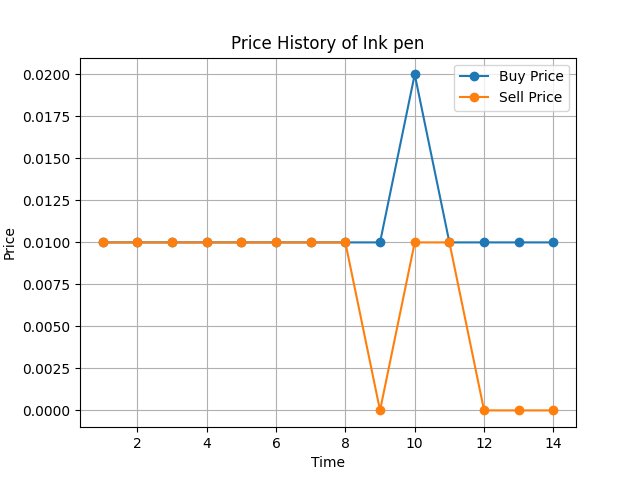 Price History of Ink pen
Buy Price
Sell Price
0.0200
0.0175
0.0150
0.0125
0.0100
0.0075
0.0050
0.0025
0.0000
Price
2 4 6 8 10 12 14
Time